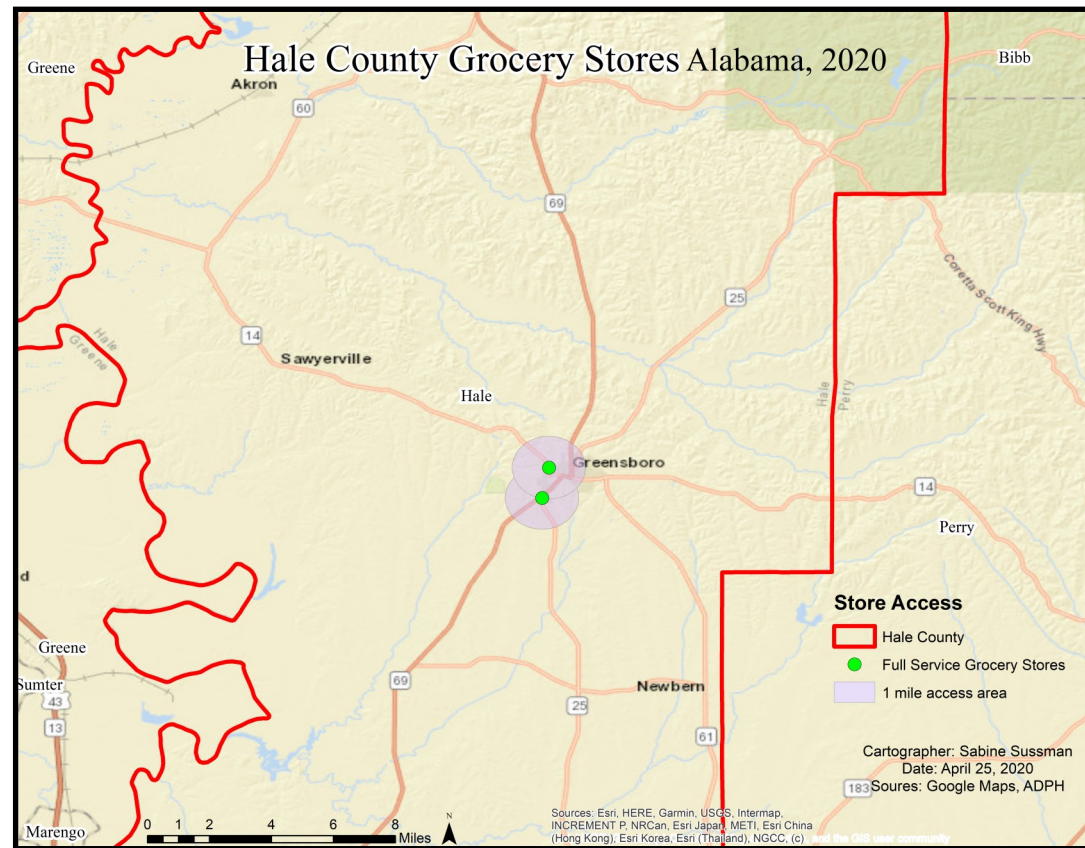 Hale County Grocery Stores Alabama, 2020
Greene
Akron
Bibb
60
69
Coretta Scott King Hwy
25
Hale
Greene
14
Sawyerville
Hale
Hale
Perry
Greensboro
14
Perry
d
Greene
Sumter
43
13
69
Newbern
25
61
183
Marengo
Store Access
Hale County
Full Service Grocery Stores
1 mile access area
Cartographer: Sabine Sussman
Date: April 25, 2020
Soures: Google Maps, ADPH
0 1 2 4 6 8
Miles
N
Sources: Esri, HERE, Garmin, USGS, Intermap,
INCREMENT P, NRCan, Esri Japan, METI, Esri China
(Hong Kong), Esri Korea, Esri (Thailand), NGCC, (c) and the GIS user community